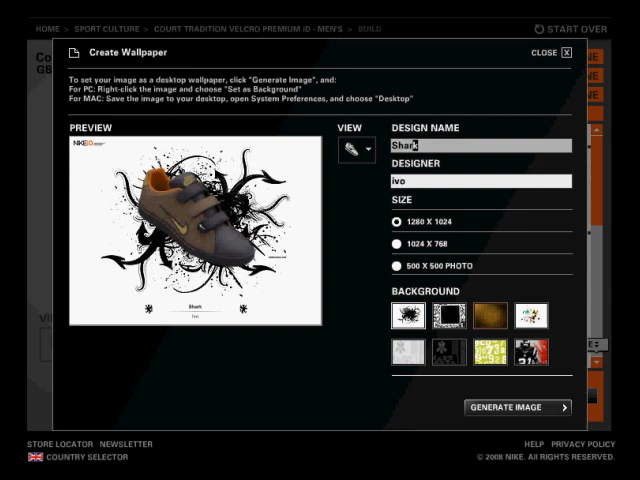 HOME > SPORT CULTURE > COURT TRADITION VELCRO PREMIUM iD - MEN'S > BUILD
START OVER
Create Wallpaper
CLOSE X
To set your image as a desktop wallpaper, click "Generate Image", and:
For PC: Right-click the image and choose "Set as Background"
For MAC: Save the image to your desktop, open System Preferences, and choose "Desktop"
PREVIEW
VIEW
DESIGN NAME
NIKEiD
Shark
DESIGNER
ivo
SIZE
1280 X 1024
1024 X 768
500 X 500 PHOTO
BACKGROUND
Shark
ivo
GENERATE IMAGE
STORE LOCATOR NEWSLETTER
HELP PRIVACY POLICY
COUNTRY SELECTOR
© 2008 NIKE. All RIGHTS RESERVED.